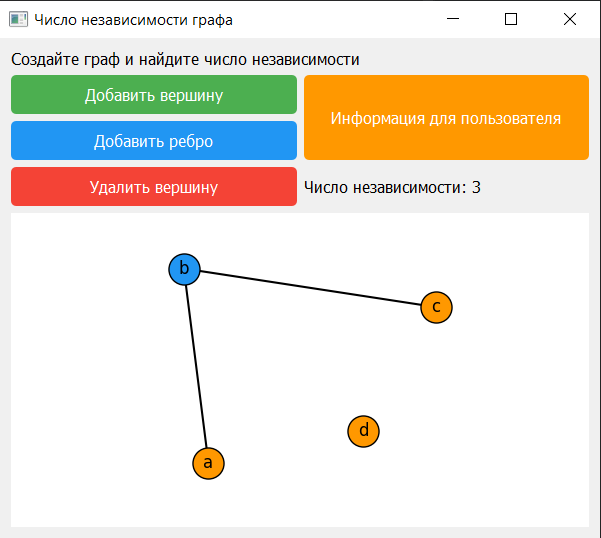 Число независимости графа
Создайте граф и найдите число независимости
Добавить вершину
Информация для пользователя
Добавить ребро
Удалить вершину
Число независимости: 3
b
c
d
a